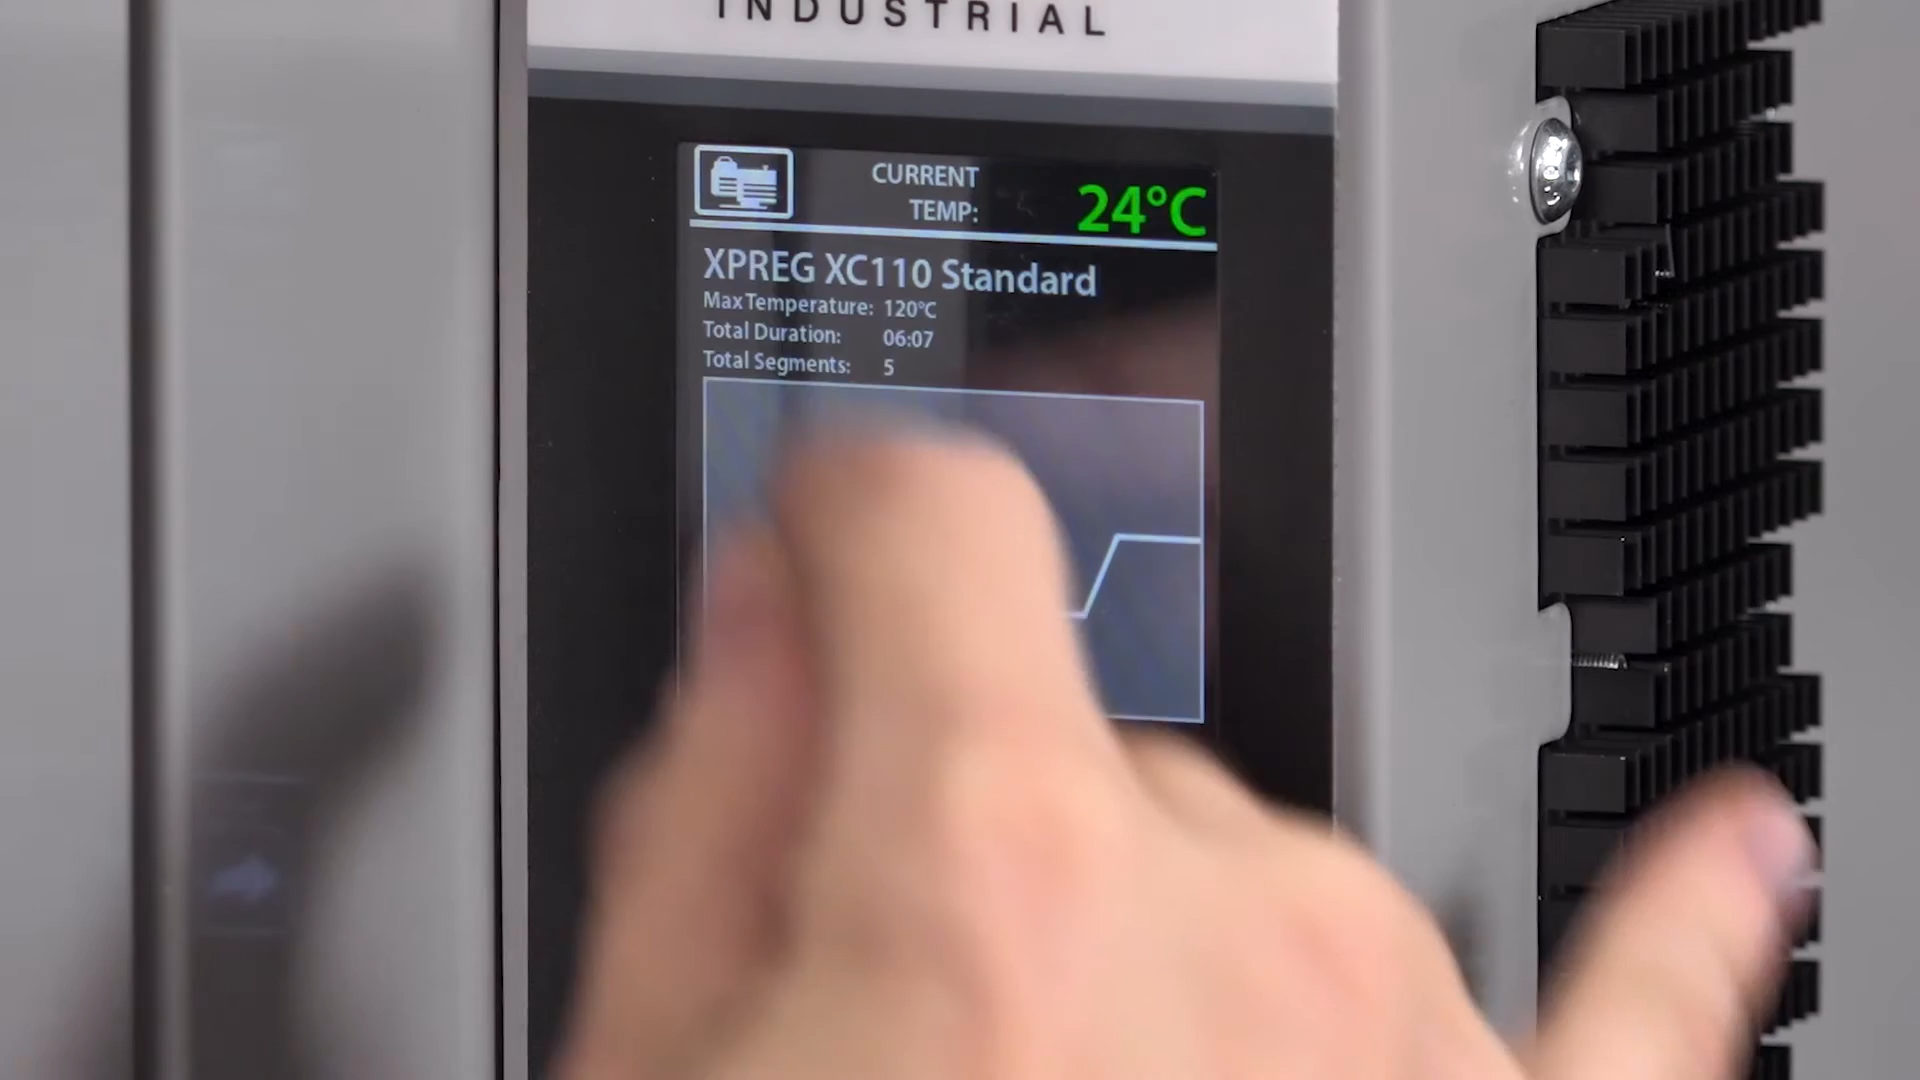 INDUSTRIAL
CURRENT
TEMP:
24°C
XPREG XC110 Standard
Max Temperature: 120°C
Total Duration: 06:07
Total Segments: 5